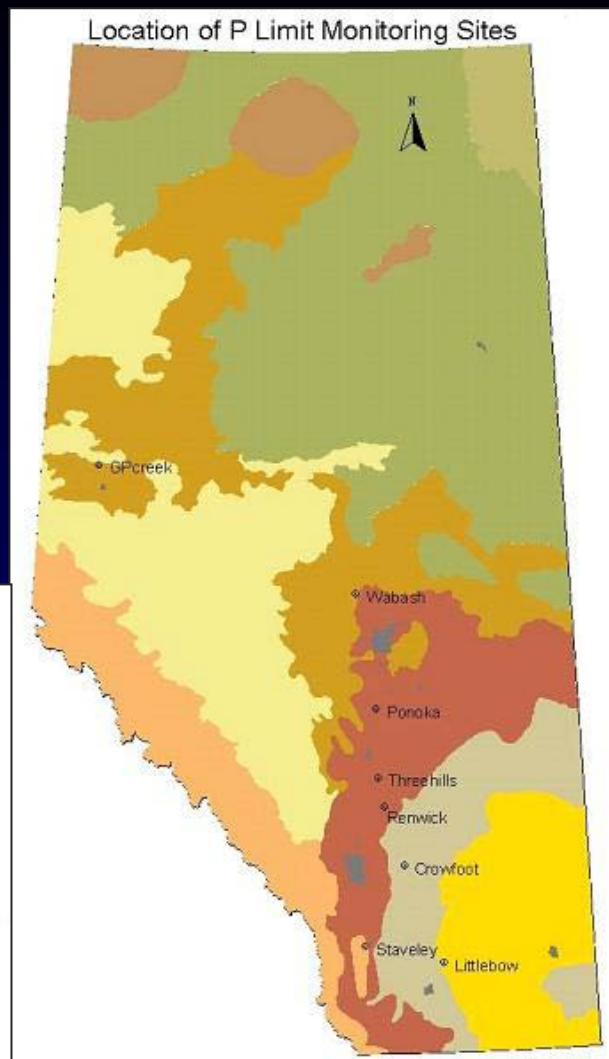 Location of P Limit Monitoring Sites
N
GPcreek
Wabash
Ponoka
Threehills
Renwick
Crowfoot
Staveley
Littlebow